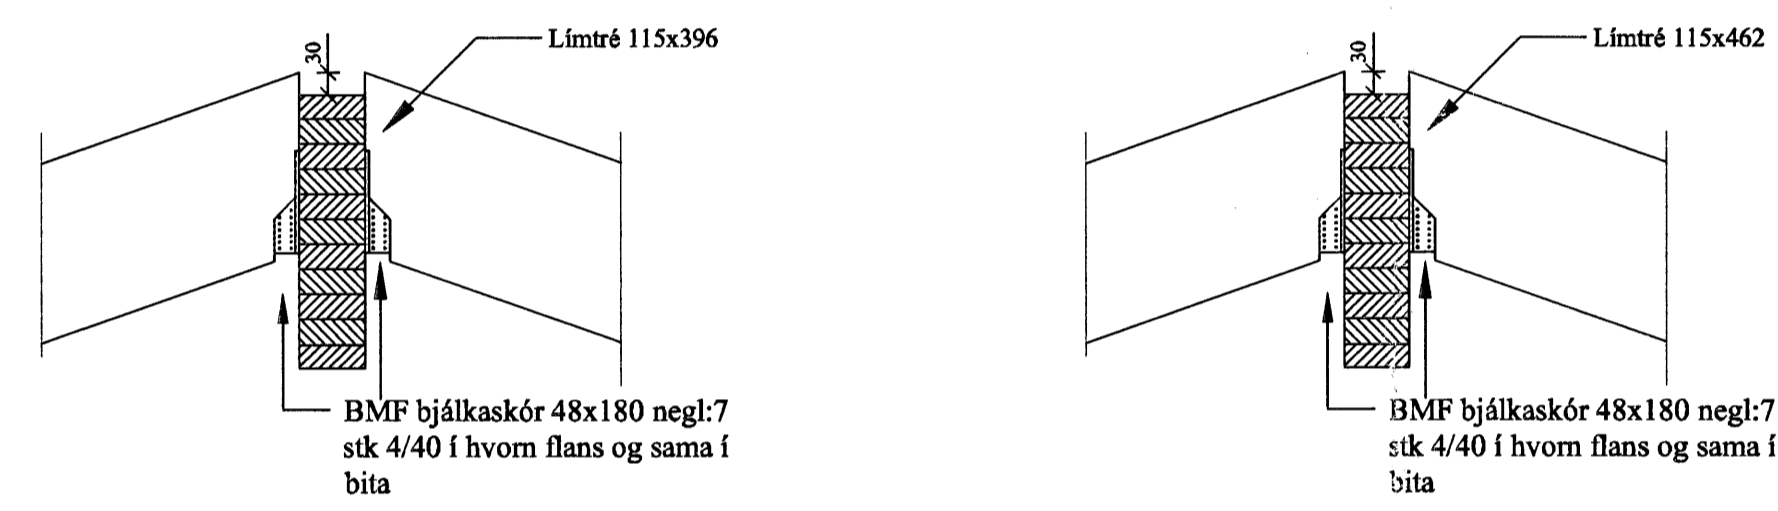 30
Límtré 115x396
BMF bjálkaskór 48x180 negl:7
stk 4/40 í hvorn flans og sama í
bita
30
Límtré 115x462
BMF bjálkaskór 48x180 negl:7
stk 4/40 í hvorn flans og sama í
bita